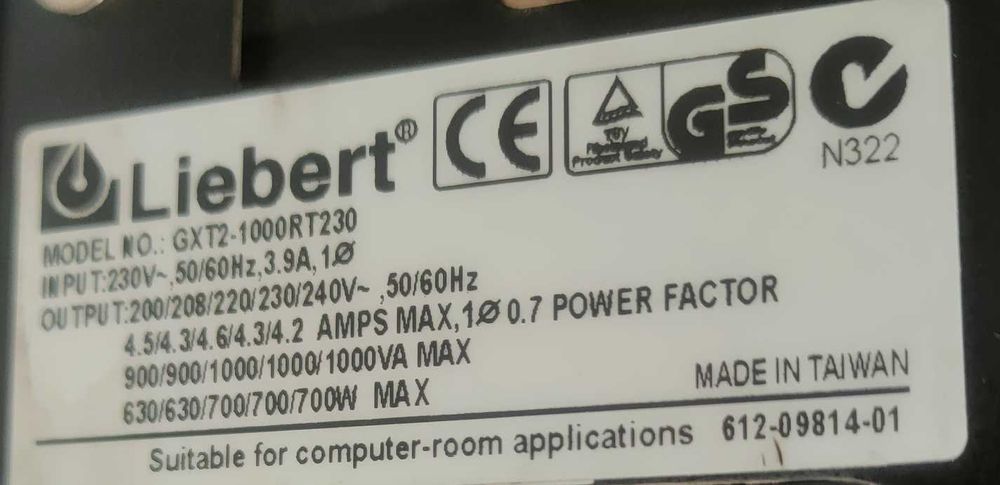 Liebert®
CE
TÜV
Product Safety
GS
N322
MODEL NO.: GXT2-1000RT230
INPUT:230V~,50/60Hz,3.9A,1Ø
OUTPUT:200/208/220/230/240V~ ,50/60Hz
4.5/4.3/4.6/4.3/4.2 AMPS MAX,1Ø 0.7 POWER FACTOR
900/900/1000/1000/1000VA MAX
630/630/700/700/700W MAX
MADE IN TAIWAN
Suitable for computer-room applications 612-09814-01